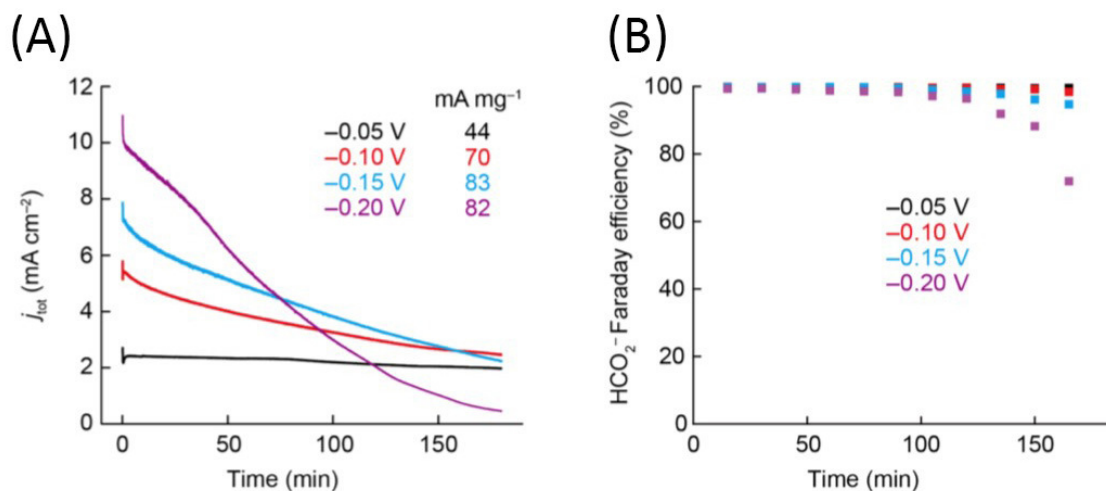 (A)
12
10
8
6
4
2
0
j_tot (mA cm⁻²)
mA mg⁻¹
−0.05 V 44
−0.10 V 70
−0.15 V 83
−0.20 V 82
0 50 100 150
Time (min)
(B)
100
80
60
40
20
0
HCO₂⁻ Faraday efficiency (%)
−0.05 V
−0.10 V
−0.15 V
−0.20 V
0 50 100 150
Time (min)